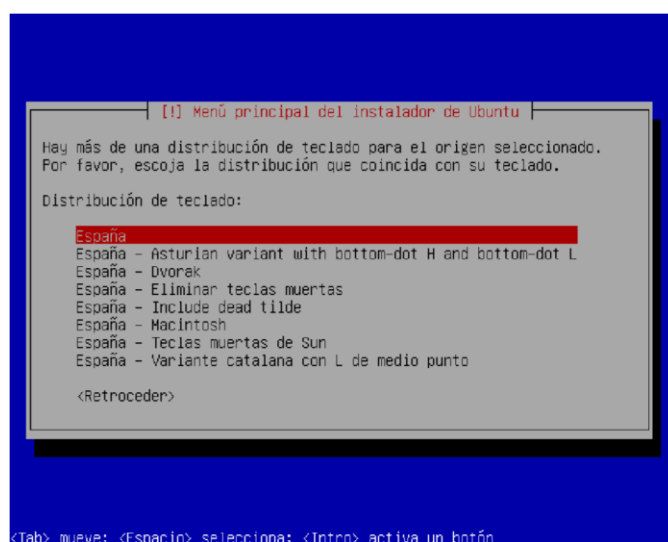 [!] Menú principal del instalador de Ubuntu
Hay más de una distribución de teclado para el origen seleccionado.
Por favor, escoja la distribución que coincida con su teclado.
Distribución de teclado:
España
España - Asturian variant with bottom-dot H and bottom-dot L
España - Dvorak
España - Eliminar teclas muertas
España - Include dead tilde
España - Macintosh
España - Teclas muertas de Sun
España - Variante catalana con L de medio punto
<Retroceder>
<Tab> mueve; <Espacio> selecciona; <Intro> activa un botón